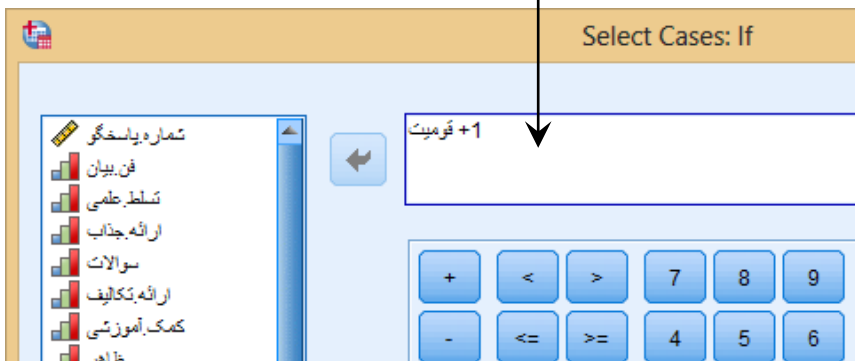 Select Cases: If
شماره.پاسخگو
فن.بیان
تسلط.علمی
ارائه.جذاب
سوالات
ارائه.تکالیف
کمک.آموزشی
ظاهر
قومیت +1
+ < > 7 8 9
- <= >= 4 5 6